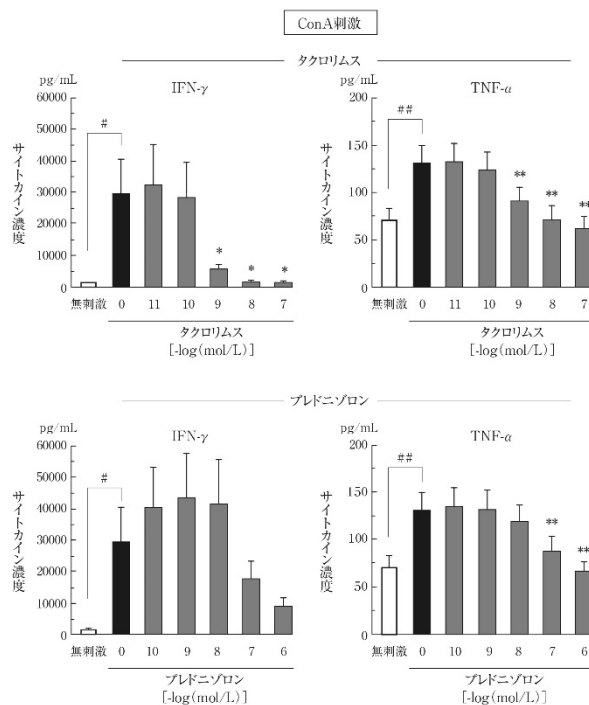 ConA刺激
タクロリムス
IFN-γ
pg/mL
60000
50000
40000
30000
20000
10000
0
サイトカイン濃度
#
*
*
*
無刺激 0 11 10 9 8 7
タクロリムス
[-log(mol/L)]
TNF-α
pg/mL
200
150
100
50
0
サイトカイン濃度
##
**
**
**
無刺激 0 11 10 9 8 7
タクロリムス
[-log(mol/L)]
プレドニゾロン
IFN-γ
pg/mL
60000
50000
40000
30000
20000
10000
0
サイトカイン濃度
#
無刺激 0 10 9 8 7 6
プレドニゾロン
[-log(mol/L)]
TNF-α
pg/mL
200
150
100
50
0
サイトカイン濃度
##
**
**
無刺激 0 10 9 8 7 6
プレドニゾロン
[-log(mol/L)]